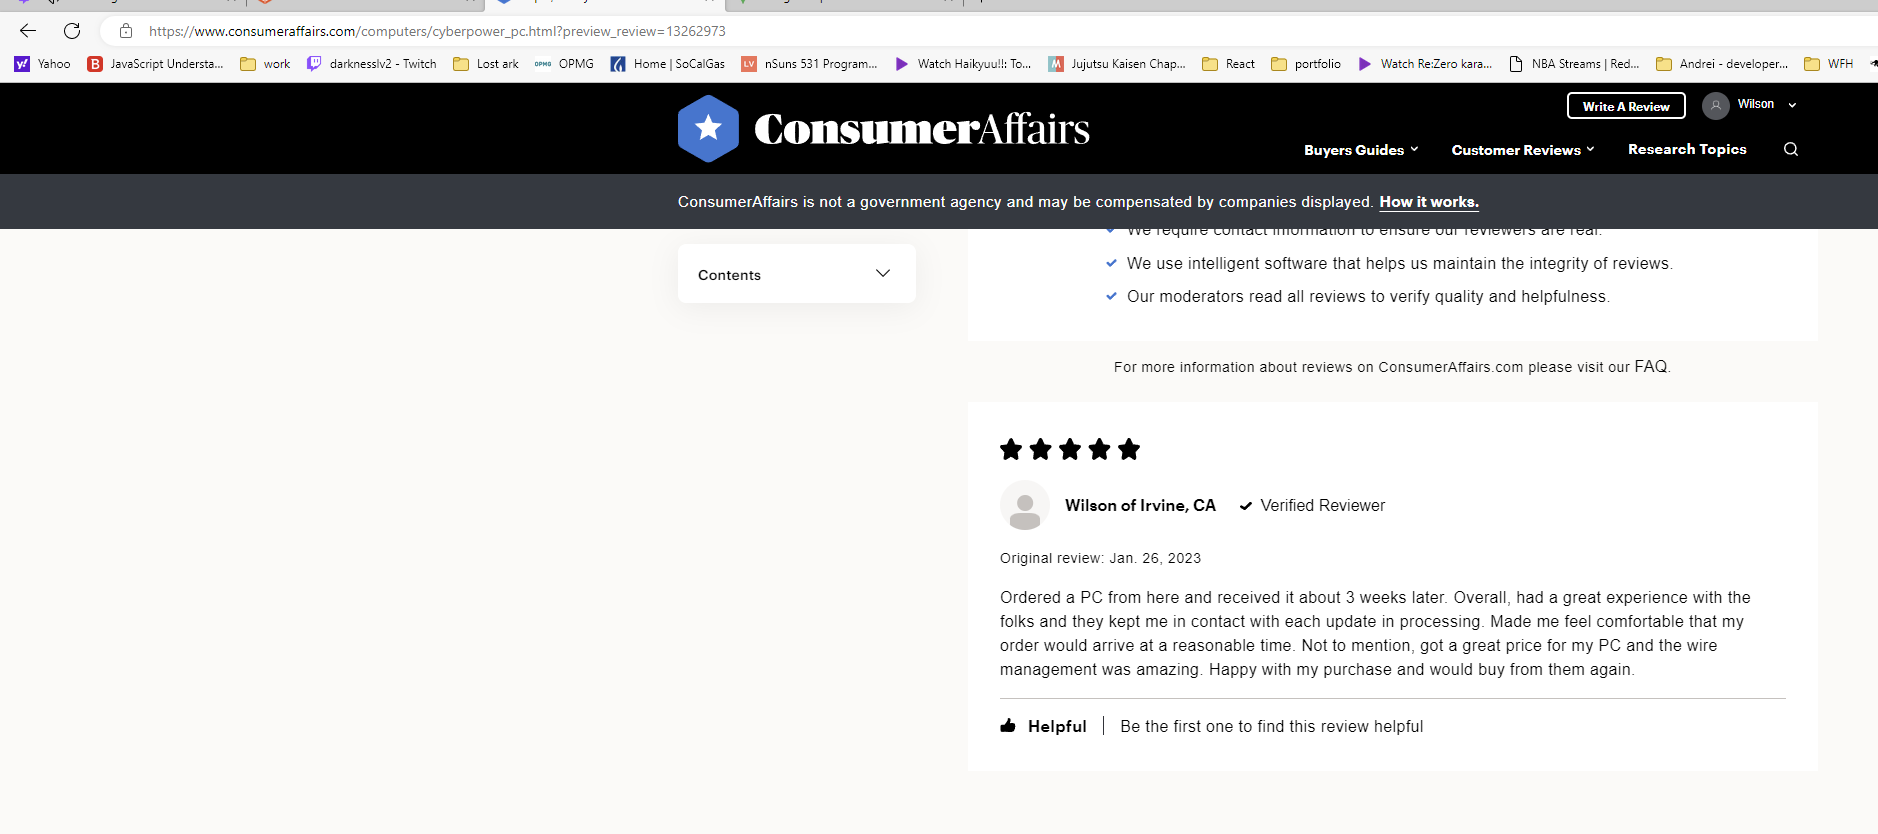 https://www.consumeraffairs.com/computers/cyberpower_pc.html?preview_review=13262973
Yahoo JavaScript Understa... work darknesslv2 - Twitch Lost ark OPMG OPMG Home | SoCalGas LV nSuns 531 Program... Watch Haikyuu!!: To... M Jujutsu Kaisen Chap... React portfolio Watch Re:Zero kara... NBA Streams | Red... Andrei - developer... WFH
Write A Review Wilson
ConsumerAffairs
Buyers Guides Customer Reviews Research Topics
ConsumerAffairs is not a government agency and may be compensated by companies displayed. How it works.
We require contact information to ensure our reviewers are real.
Contents
We use intelligent software that helps us maintain the integrity of reviews.
Our moderators read all reviews to verify quality and helpfulness.
For more information about reviews on ConsumerAffairs.com please visit our FAQ.
Wilson of Irvine, CA Verified Reviewer
Original review: Jan. 26, 2023
Ordered a PC from here and received it about 3 weeks later. Overall, had a great experience with the
folks and they kept me in contact with each update in processing. Made me feel comfortable that my
order would arrive at a reasonable time. Not to mention, got a great price for my PC and the wire
management was amazing. Happy with my purchase and would buy from them again.
Helpful Be the first one to find this review helpful